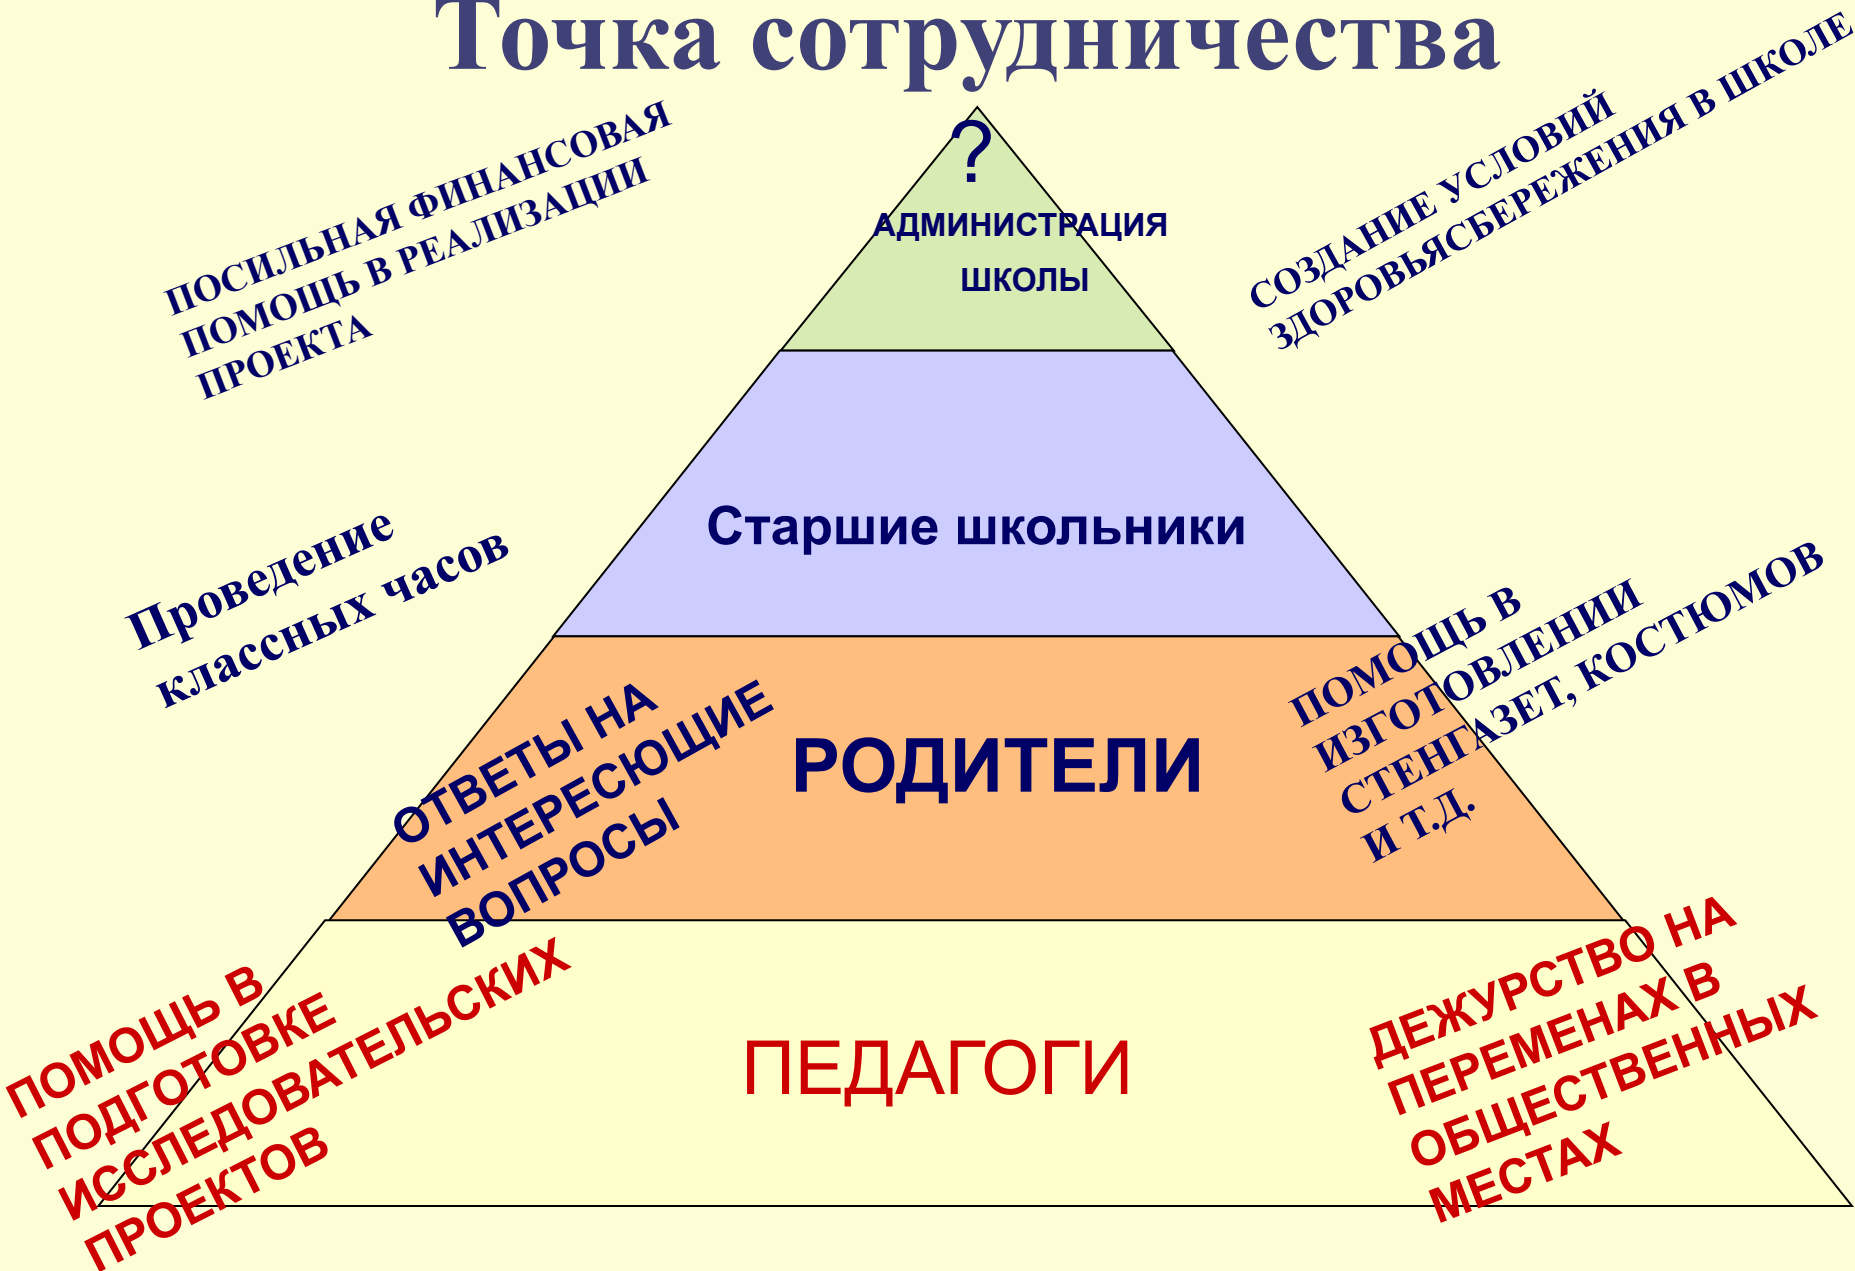 Точка сотрудничества
ПОСИЛЬНАЯ ФИНАНСОВАЯ
ПОМОЩЬ В РЕАЛИЗАЦИИ
ПРОЕКТА
?
АДМИНИСТРАЦИЯ
ШКОЛЫ
СОЗДАНИЕ УСЛОВИЙ
ЗДОРОВЬЯСБЕРЕЖЕНИЯ В ШКОЛЕ
Проведение
классных часов
Старшие школьники
ОТВЕТЫ НА
ИНТЕРЕСЮЩИЕ
ВОПРОСЫ
РОДИТЕЛИ
ПОМОЩЬ В
ИЗГОТОВЛЕНИИ
СТЕНГАЗЕТ, КОСТЮМОВ
И Т.Д.
ПОМОЩЬ В
ПОДГОТОВКЕ
ИССЛЕДОВАТЕЛЬСКИХ
ПРОЕКТОВ
ПЕДАГОГИ
ДЕЖУРСТВО НА
ПЕРЕМЕНАХ В
ОБЩЕСТВЕННЫХ
МЕСТАХ